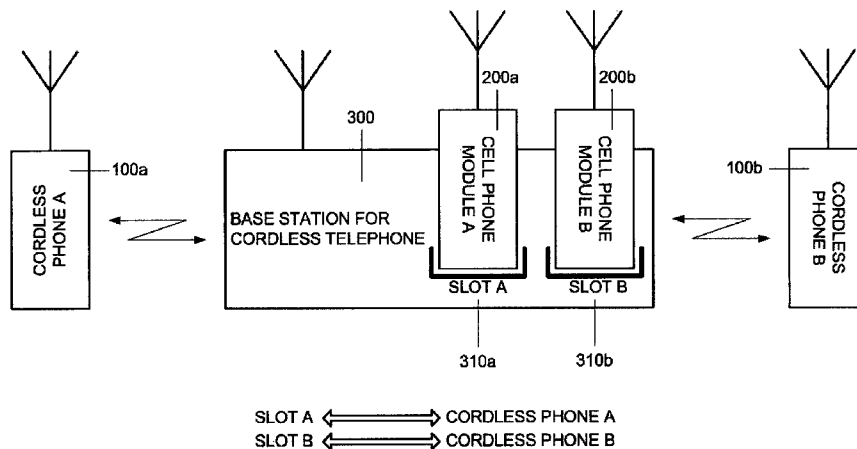 200a
200b
300
100a
100b
CORDLESS
PHONE A
BASE STATION FOR
CORDLESS TELEPHONE
CELL PHONE
MODULE A
CELL PHONE
MODULE B
CORDLESS
PHONE B
SLOT A
SLOT B
310a
310b
SLOT A CORDLESS PHONE A
SLOT B CORDLESS PHONE B